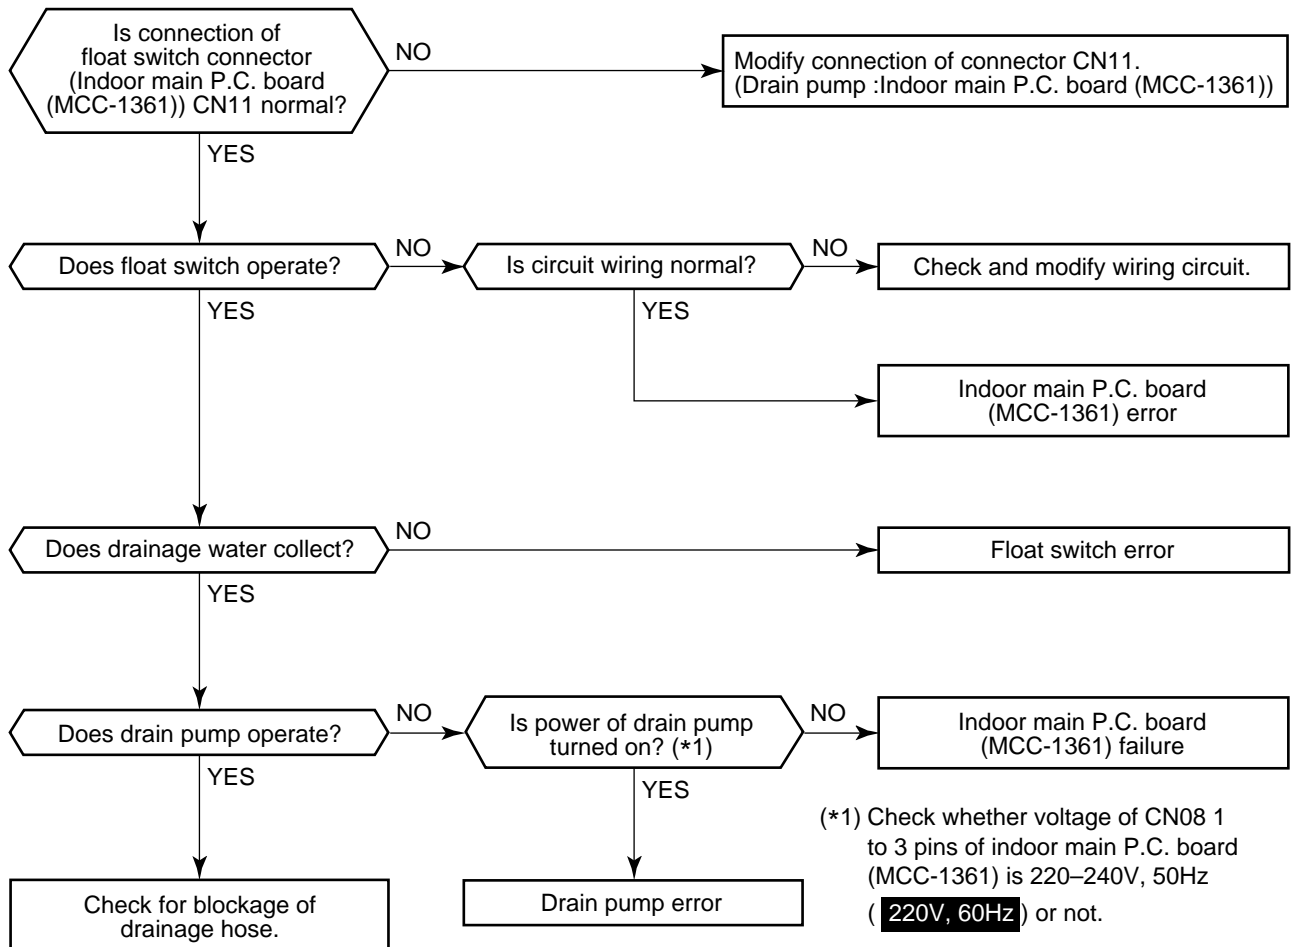 Is connection of
float switch connector
(Indoor main P.C. board
(MCC-1361)) CN11 normal?
NO
Modify connection of connector CN11.
(Drain pump :Indoor main P.C. board (MCC-1361))
YES
Does float switch operate?
NO
Is circuit wiring normal?
NO
Check and modify wiring circuit.
YES
YES
Indoor main P.C. board
(MCC-1361) error
Does drainage water collect?
NO
Float switch error
YES
Does drain pump operate?
NO
Is power of drain pump
turned on? (*1)
NO
Indoor main P.C. board
(MCC-1361) failure
YES
YES
Check for blockage of
drainage hose.
Drain pump error
(*1) Check whether voltage of CN08 1
to 3 pins of indoor main P.C. board
(MCC-1361) is 220–240V, 50Hz
( 220V, 60Hz ) or not.